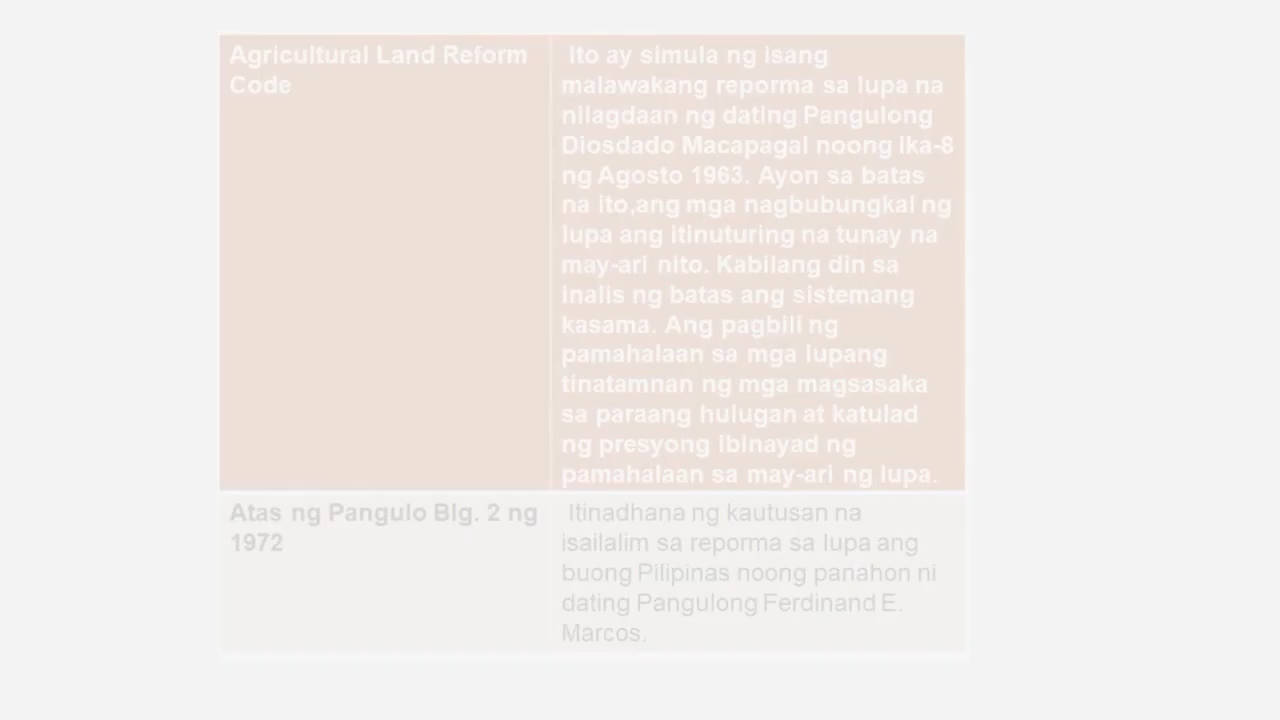 Agricultural Land Reform
Code
Ito ay simula ng isang
malawakang reporma sa lupa na
nilagdaan ng dating Pangulong
Diosdado Macapagal noong ika-8
ng Agosto 1963. Ayon sa batas
na ito,ang mga nagbubungkal ng
lupa ang itinuturing na tunay na
may-ari nito. Kabilang din sa
inalis ng batas ang sistemang
kasama. Ang pagbili ng
pamahalaan sa mga lupang
tinatamnan ng mga magsasaka
sa paraang hulugan at katulad
ng presyong ibinayad ng
pamahalaan sa may-ari ng lupa.
Atas ng Pangulo Blg. 2 ng
1972
Itinadhana ng kautusan na
isailalim sa reporma sa lupa ang
buong Pilipinas noong panahon ni
dating Pangulong Ferdinand E.
Marcos.